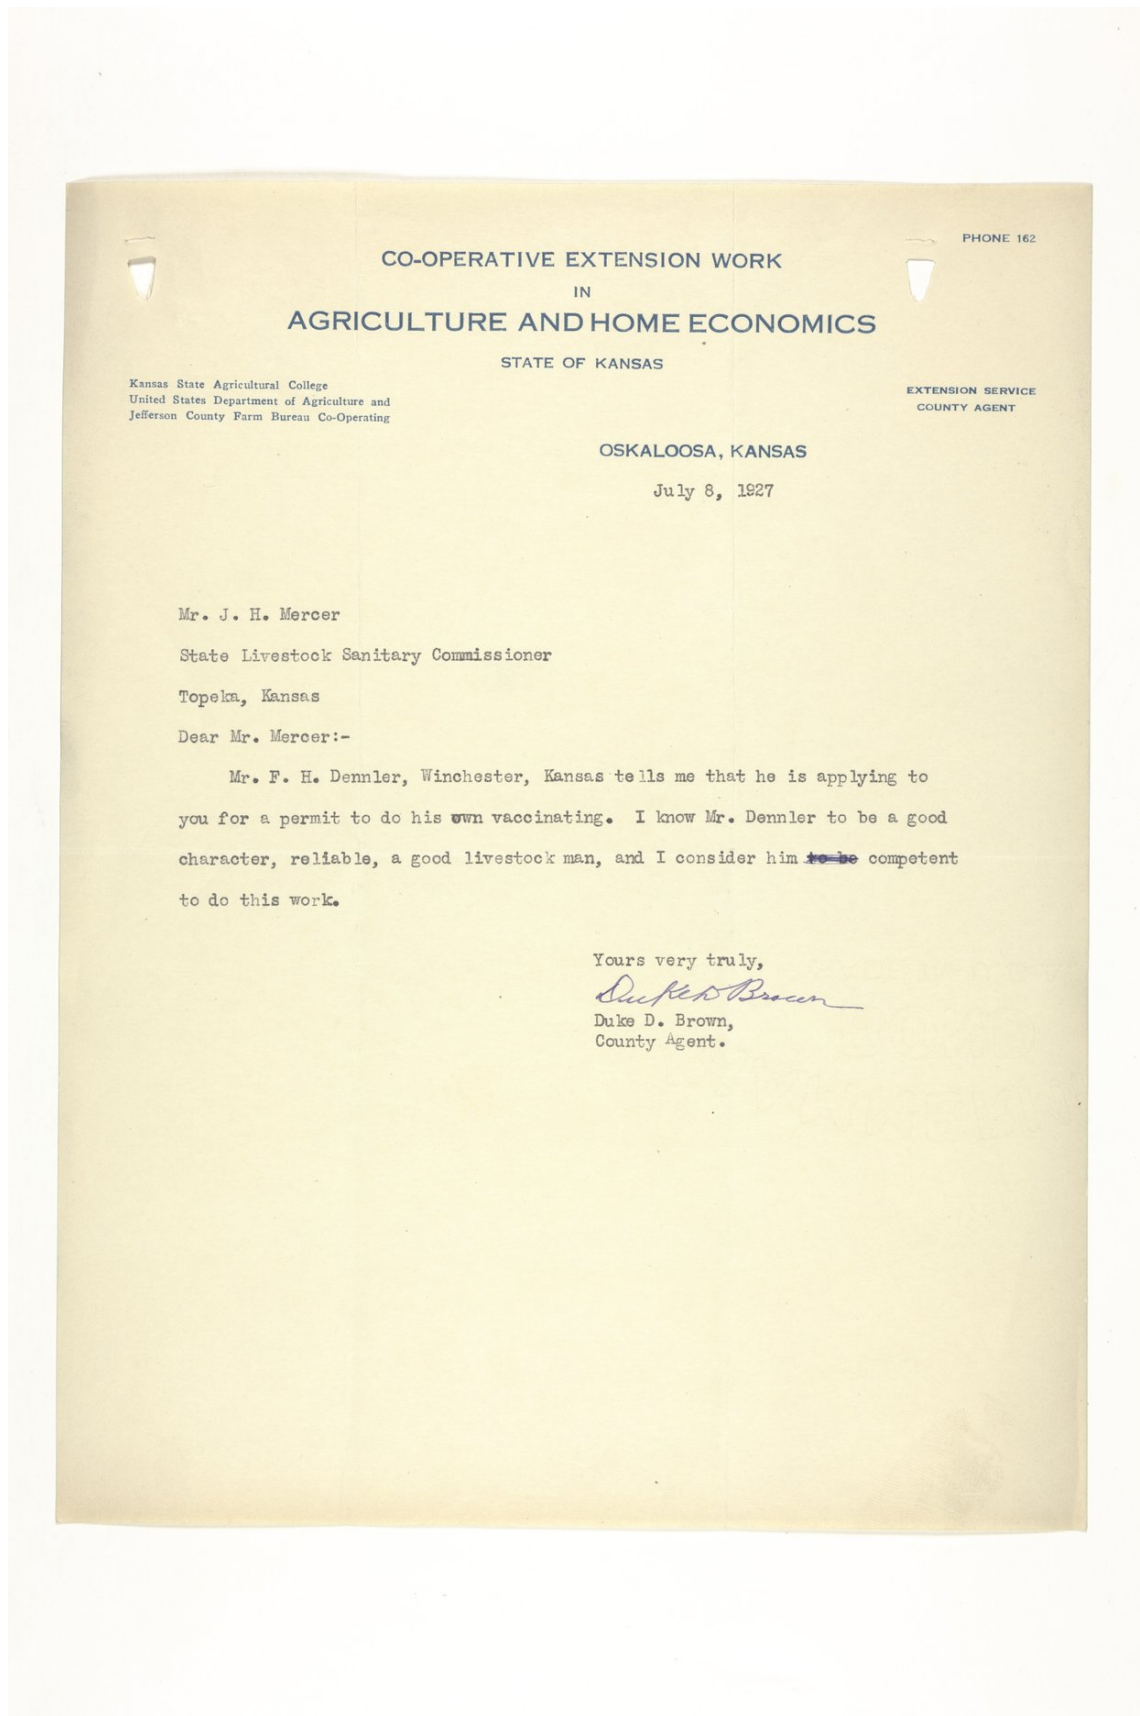 PHONE 162
CO-OPERATIVE EXTENSION WORK
IN
AGRICULTURE AND HOME ECONOMICS
STATE OF KANSAS
Kansas State Agricultural College
United States Department of Agriculture and
Jefferson County Farm Bureau Co-Operating
EXTENSION SERVICE
COUNTY AGENT
OSKALOOSA, KANSAS
July 8, 1927
Mr. J. H. Mercer
State Livestock Sanitary Commissioner
Topeka, Kansas
Dear Mr. Mercer:-
Mr. F. H. Dennler, Winchester, Kansas tells me that he is applying to
you for a permit to do his own vaccinating. I know Mr. Dennler to be a good
character, reliable, a good livestock man, and I consider him to be competent
to do this work.
Yours very truly,
Duke D Brown
Duke D. Brown,
County Agent.